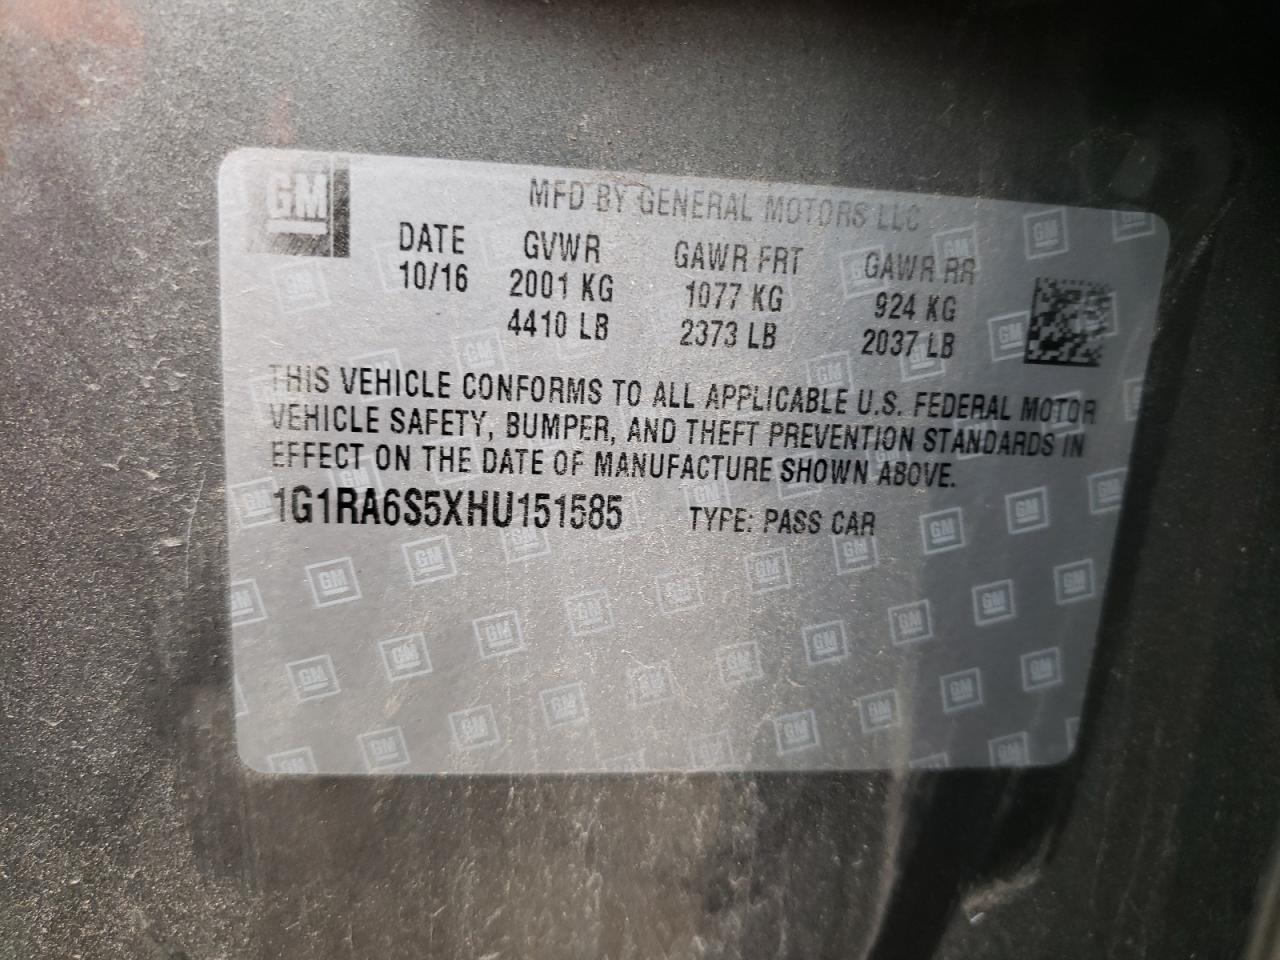 GM
MFD BY GENERAL MOTORS LLC
DATE GVWR GAWR FRT GAWR RR
10/16 2001 KG 1077 KG 924 KG
4410 LB 2373 LB 2037 LB
THIS VEHICLE CONFORMS TO ALL APPLICABLE U.S. FEDERAL MOTOR
VEHICLE SAFETY, BUMPER, AND THEFT PREVENTION STANDARDS IN
EFFECT ON THE DATE OF MANUFACTURE SHOWN ABOVE.
1G1RA6S5XHU151585 TYPE: PASS CAR